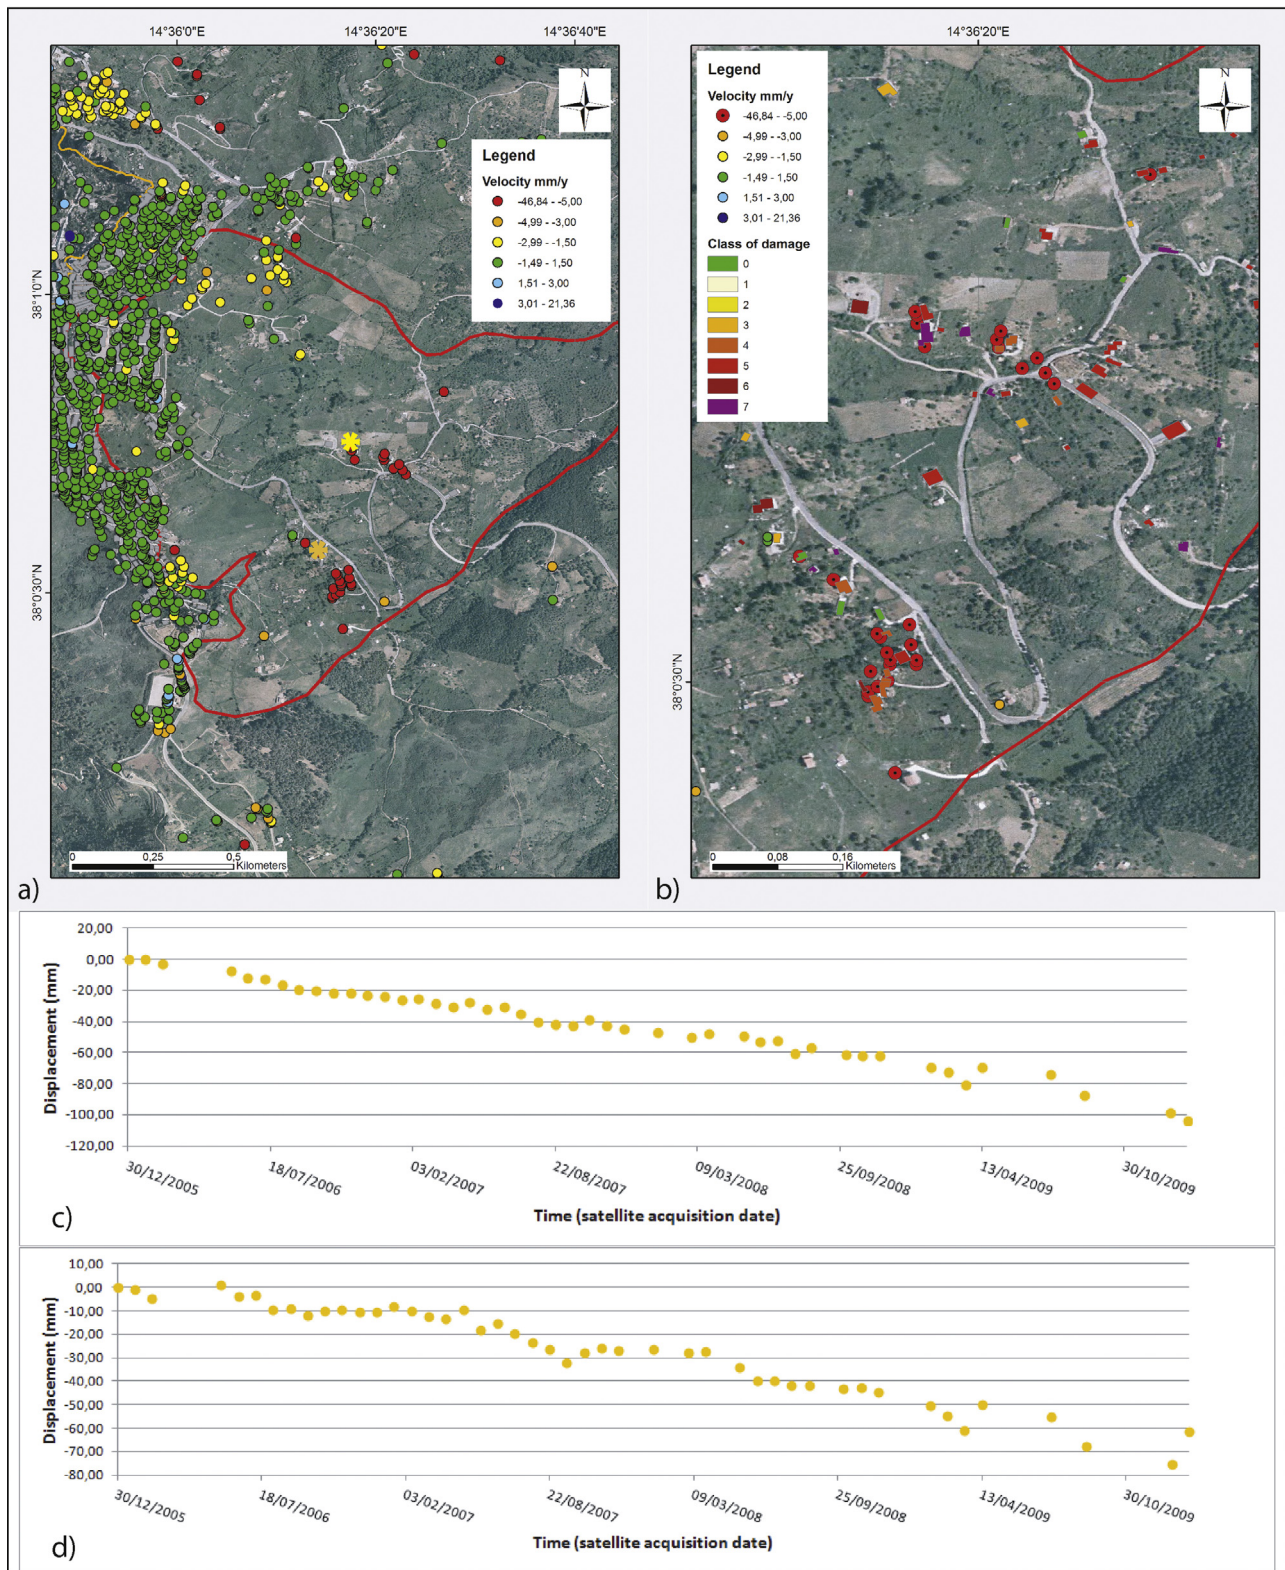 14°36'0"E
14°36'20"E
14°36'40"E
38°1'0"N
38°0'30"N
N
Legend
Velocity mm/y
-46,84 - -5,00
-4,99 - -3,00
-2,99 - -1,50
-1,49 - 1,50
1,51 - 3,00
3,01 - 21,36
0
0,25
0,5
Kilometers
a)
14°36'20"E
38°0'30"N
N
Legend
Velocity mm/y
-46,84 - -5,00
-4,99 - -3,00
-2,99 - -1,50
-1,49 - 1,50
1,51 - 3,00
3,01 - 21,36
Class of damage
0
1
2
3
4
5
6
7
0
0,08
0,16
Kilometers
b)
Displacement (mm)
20,00
0,00
-20,00
-40,00
-60,00
-80,00
-100,00
-120,00
30/12/2005
18/07/2006
03/02/2007
22/08/2007
09/03/2008
25/09/2008
13/04/2009
30/10/2009
Time (satellite acquisition date)
c)
Displacement (mm)
10,00
0,00
-10,00
-20,00
-30,00
-40,00
-50,00
-60,00
-70,00
-80,00
30/12/2005
18/07/2006
03/02/2007
22/08/2007
09/03/2008
25/09/2008
13/04/2009
30/10/2009
Time (satellite acquisition date)
d)